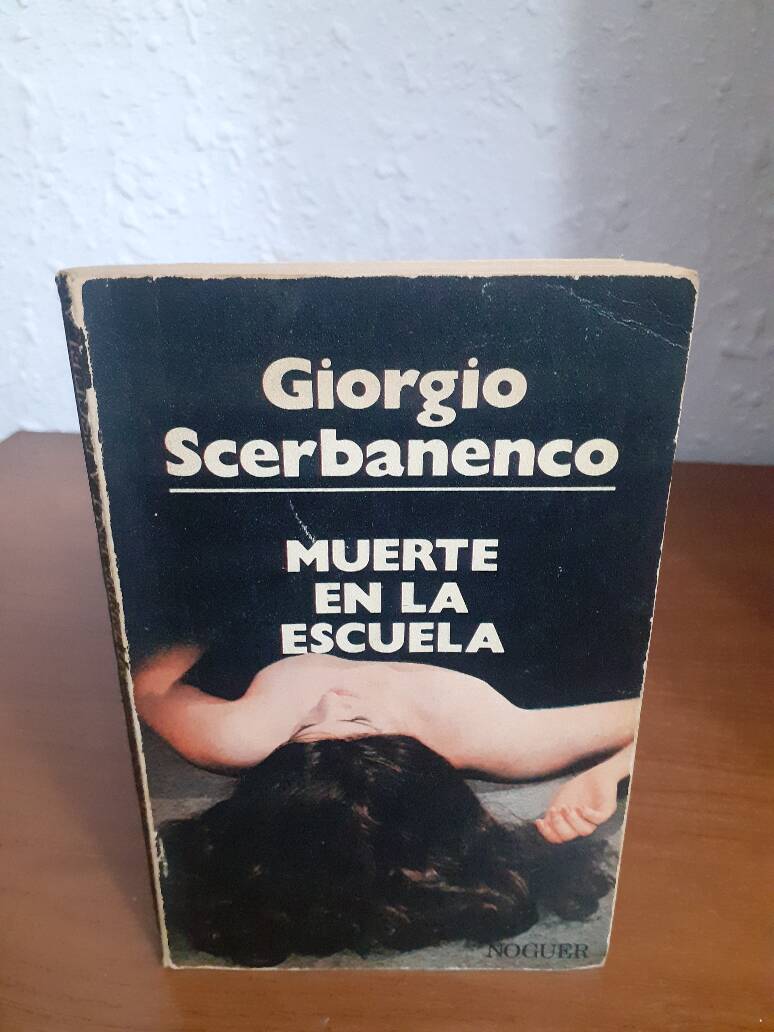 Giorgio
Scerbanenco
MUERTE
EN LA
ESCUELA
NOGUER